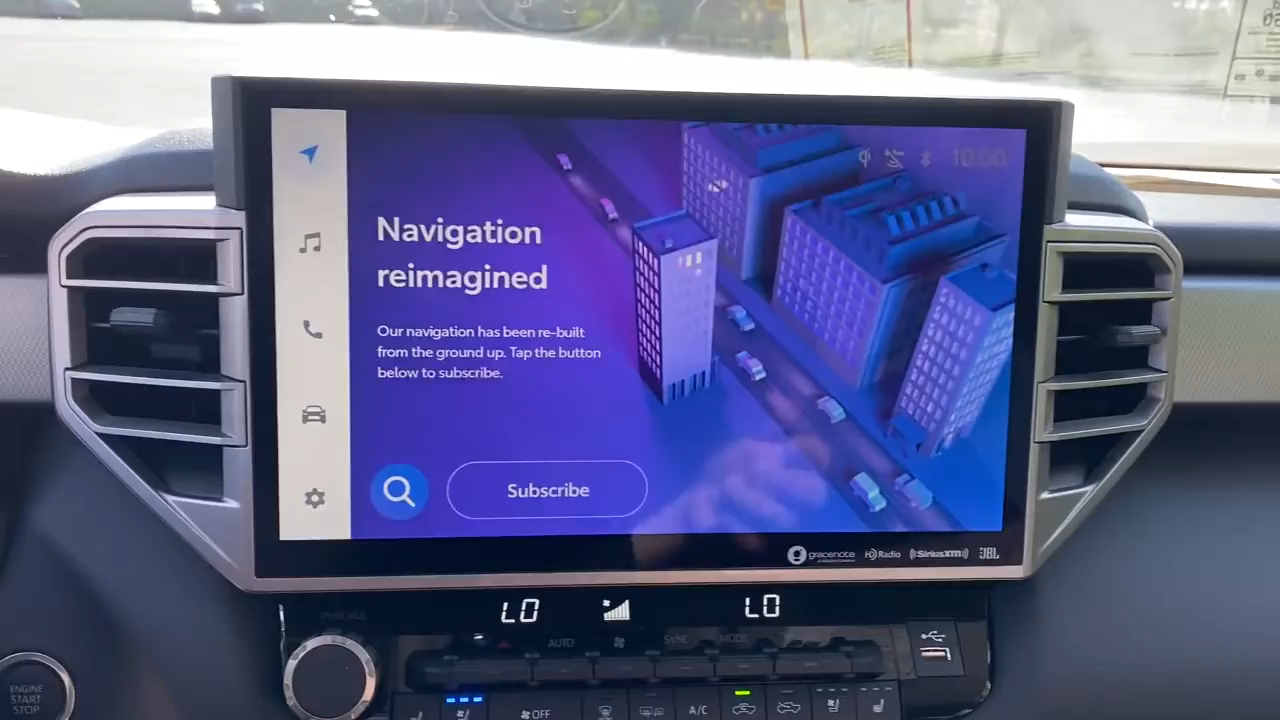 10:00
Navigation
reimagined
Our navigation has been re-built
from the ground up. Tap the button
below to subscribe.
Subscribe
gracenote
HD Radio
((SiriusXM))
JBL
LO
LO
AUTO
SYNC
MODE
ENGINE
START
STOP
OFF
A/C